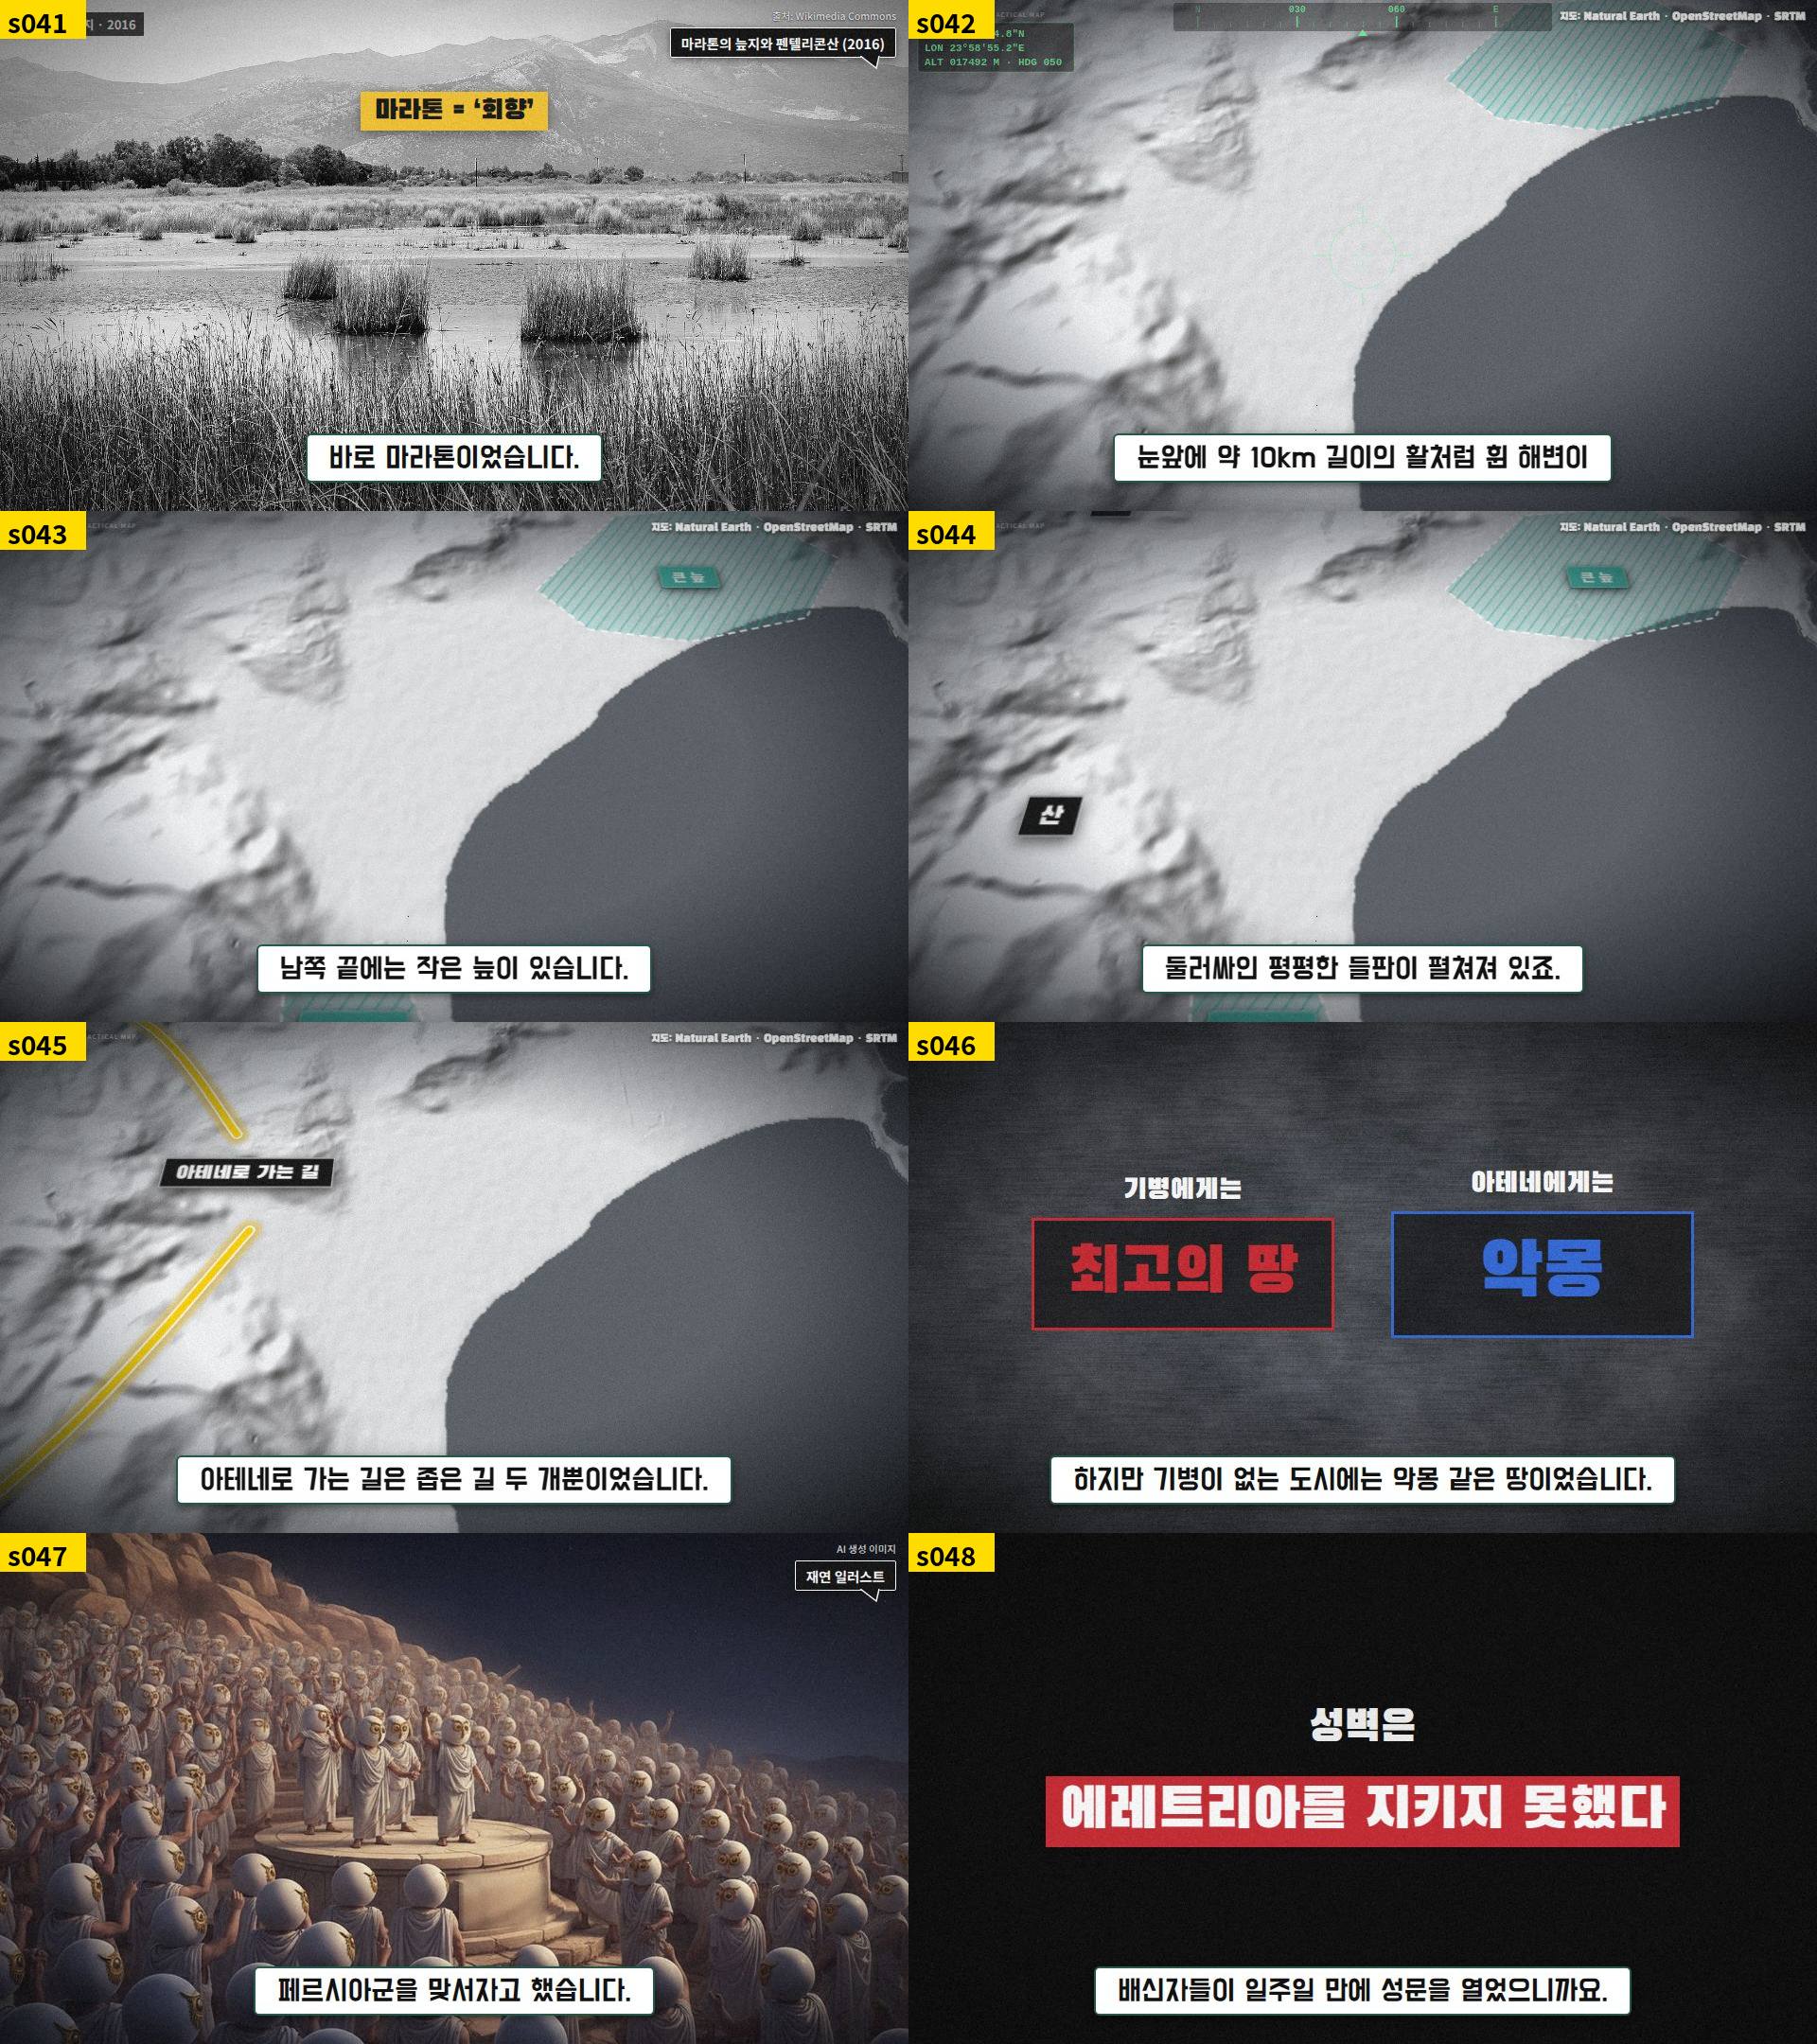 s041
지 · 2016
출처: Wikimedia Commons
마라톤의 늪지와 펜텔리콘산 (2016)
마라톤 = ‘회향’
바로 마라톤이었습니다.
s042
ACTICAL MAP
N 030 060 E
지도: Natural Earth · OpenStreetMap · SRTM
4.8"N
LON 23°58'55.2"E
ALT 017492 M · HDG 050
눈앞에 약 10km 길이의 활처럼 휜 해변이
s043
ACTICAL MAP
지도: Natural Earth · OpenStreetMap · SRTM
큰 늪
남쪽 끝에는 작은 늪이 있습니다.
s044
ACTICAL MAP
지도: Natural Earth · OpenStreetMap · SRTM
큰 늪
산
둘러싸인 평평한 들판이 펼쳐져 있죠.
s045
ACTICAL MAP
지도: Natural Earth · OpenStreetMap · SRTM
아테네로 가는 길
아테네로 가는 길은 좁은 길 두 개뿐이었습니다.
s046
기병에게는
최고의 땅
아테네에게는
악몽
하지만 기병이 없는 도시에는 악몽 같은 땅이었습니다.
s047
AI 생성 이미지
재연 일러스트
페르시아군을 맞서자고 했습니다.
s048
성벽은
에레트리아를 지키지 못했다
배신자들이 일주일 만에 성문을 열었으니까요.